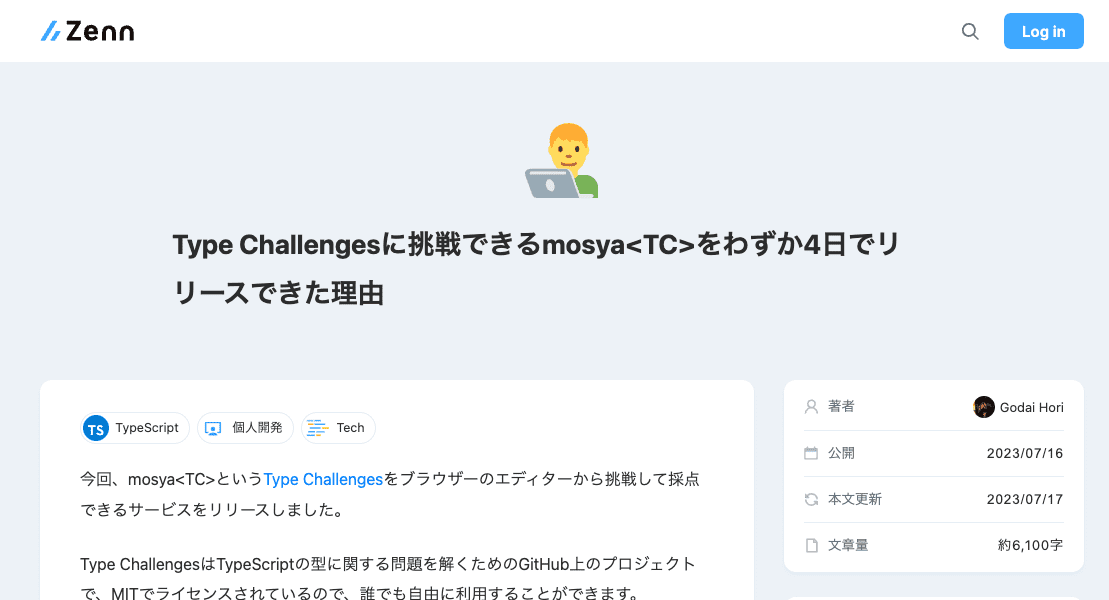 Zenn
Log in
Type Challengesに挑戦できるmosya<TC>をわずか4日でリ
リースできた理由
TS TypeScript 個人開発 Tech
今回、mosya<TC>というType Challengesをブラウザーのエディターから挑戦して採点
できるサービスをリリースしました。
Type ChallengesはTypeScriptの型に関する問題を解くためのGitHub上のプロジェクト
で、MITでライセンスされているので、誰でも自由に利用することができます。
著者 Godai Hori
公開 2023/07/16
本文更新 2023/07/17
文章量 約6,100字